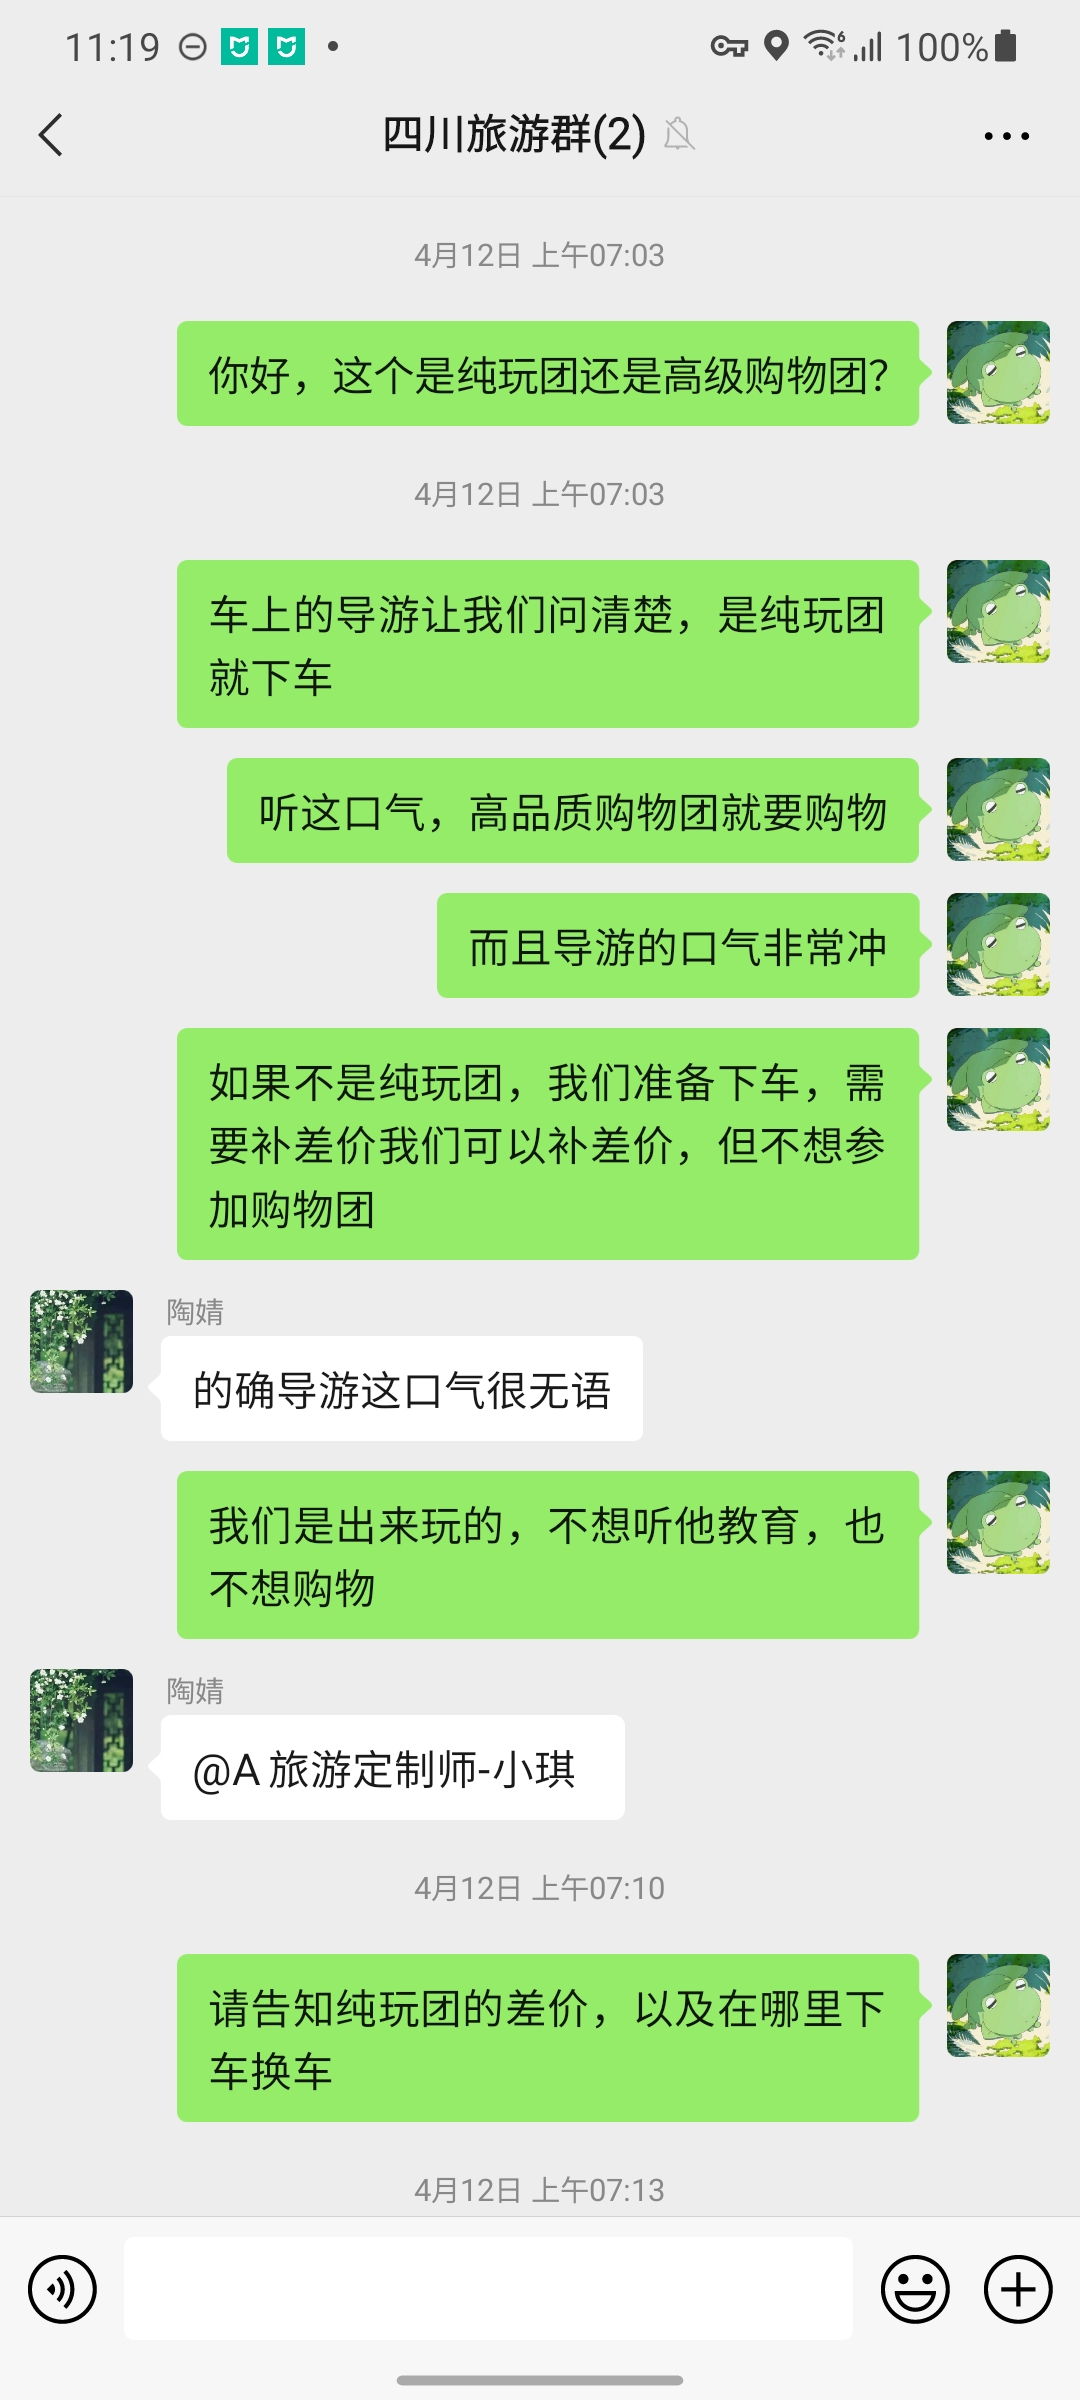 11:19
100%
四川旅游群(2)
4月12日 上午07:03
你好，这个是纯玩团还是高级购物团？
4月12日 上午07:03
车上的导游让我们问清楚，是纯玩团
就下车
听这口气，高品质购物团就要购物
而且导游的口气非常冲
如果不是纯玩团，我们准备下车，需
要补差价我们可以补差价，但不想参
加购物团
陶婧
的确导游这口气很无语
我们是出来玩的，不想听他教育，也
不想购物
陶婧
@A 旅游定制师-小琪
4月12日 上午07:10
请告知纯玩团的差价，以及在哪里下
车换车
4月12日 上午07:13